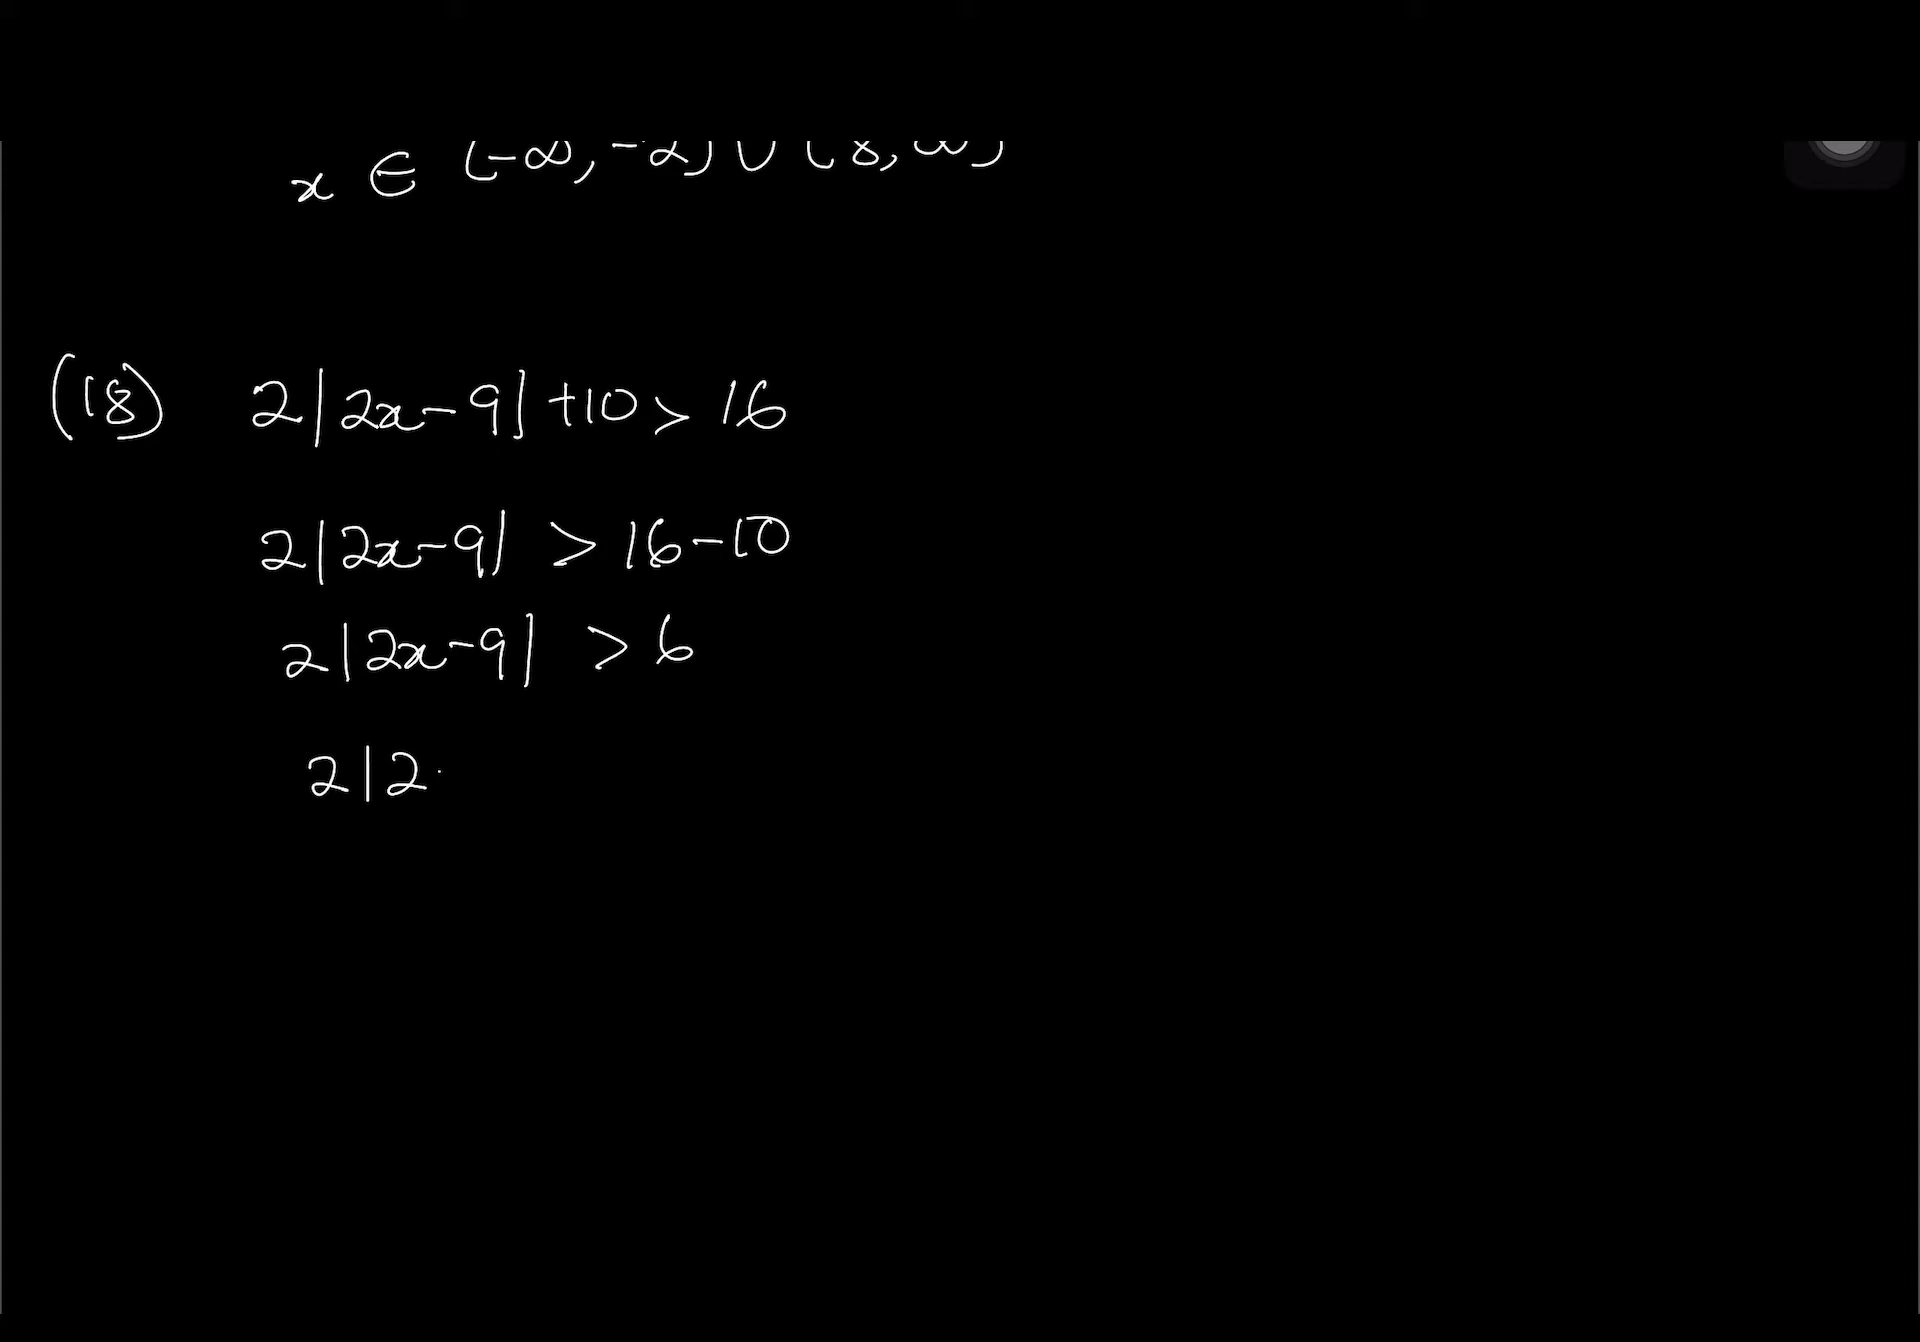 x ∈ (-∞, -2) ∪ (8, ∞)
(18) 2|2x-9| +10 > 16
2|2x-9| > 16-10
2|2x-9| > 6
2|2